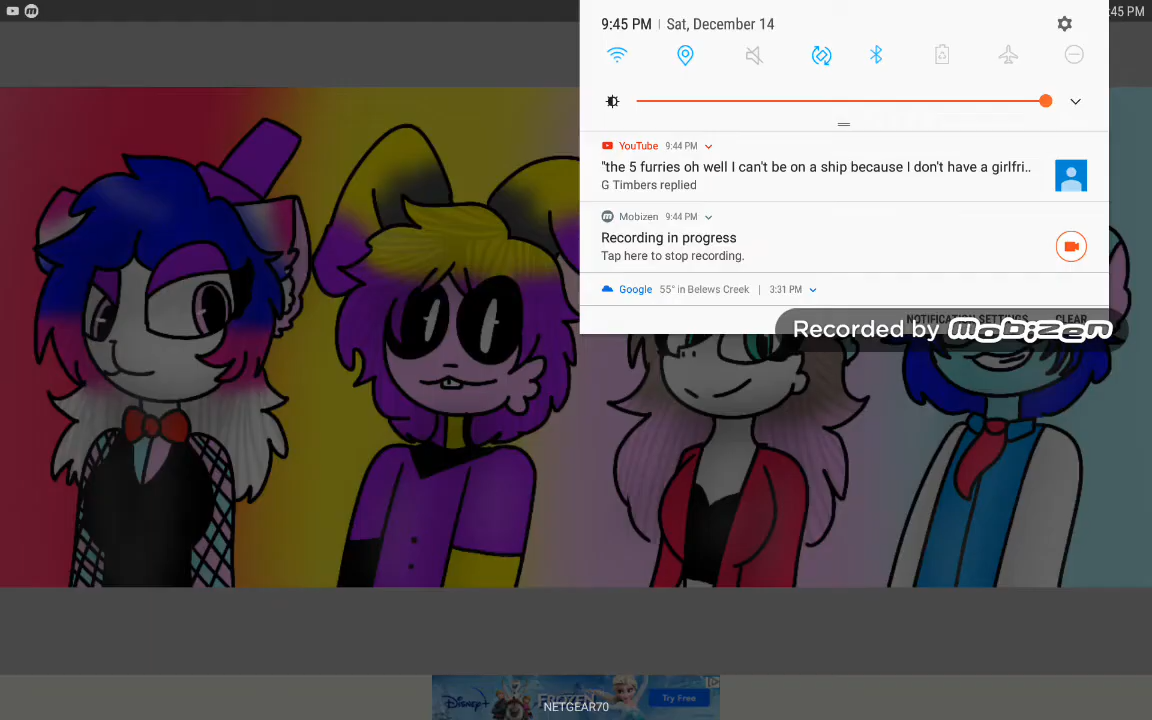 :45 PM
9:45 PM | Sat, December 14
YouTube 9:44 PM
"the 5 furries oh well I can't be on a ship because I don't have a girlfri..
G Timbers replied
Mobizen 9:44 PM
Recording in progress
Tap here to stop recording.
Google 55° in Belews Creek | 3:31 PM
NOTIFICATION SETTINGS CLEAR
Recorded by mobizen
Disney+ FROZEN Try Free
NETGEAR70